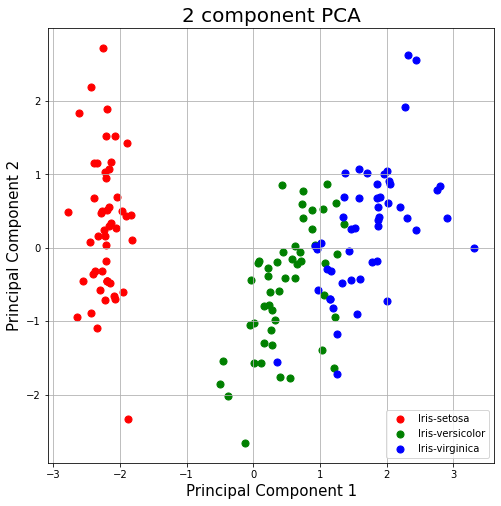 2 component PCA
Principal Component 2
2
1
0
−1
−2
−3
−2
−1
0
1
2
3
Principal Component 1
Iris-setosa
Iris-versicolor
Iris-virginica